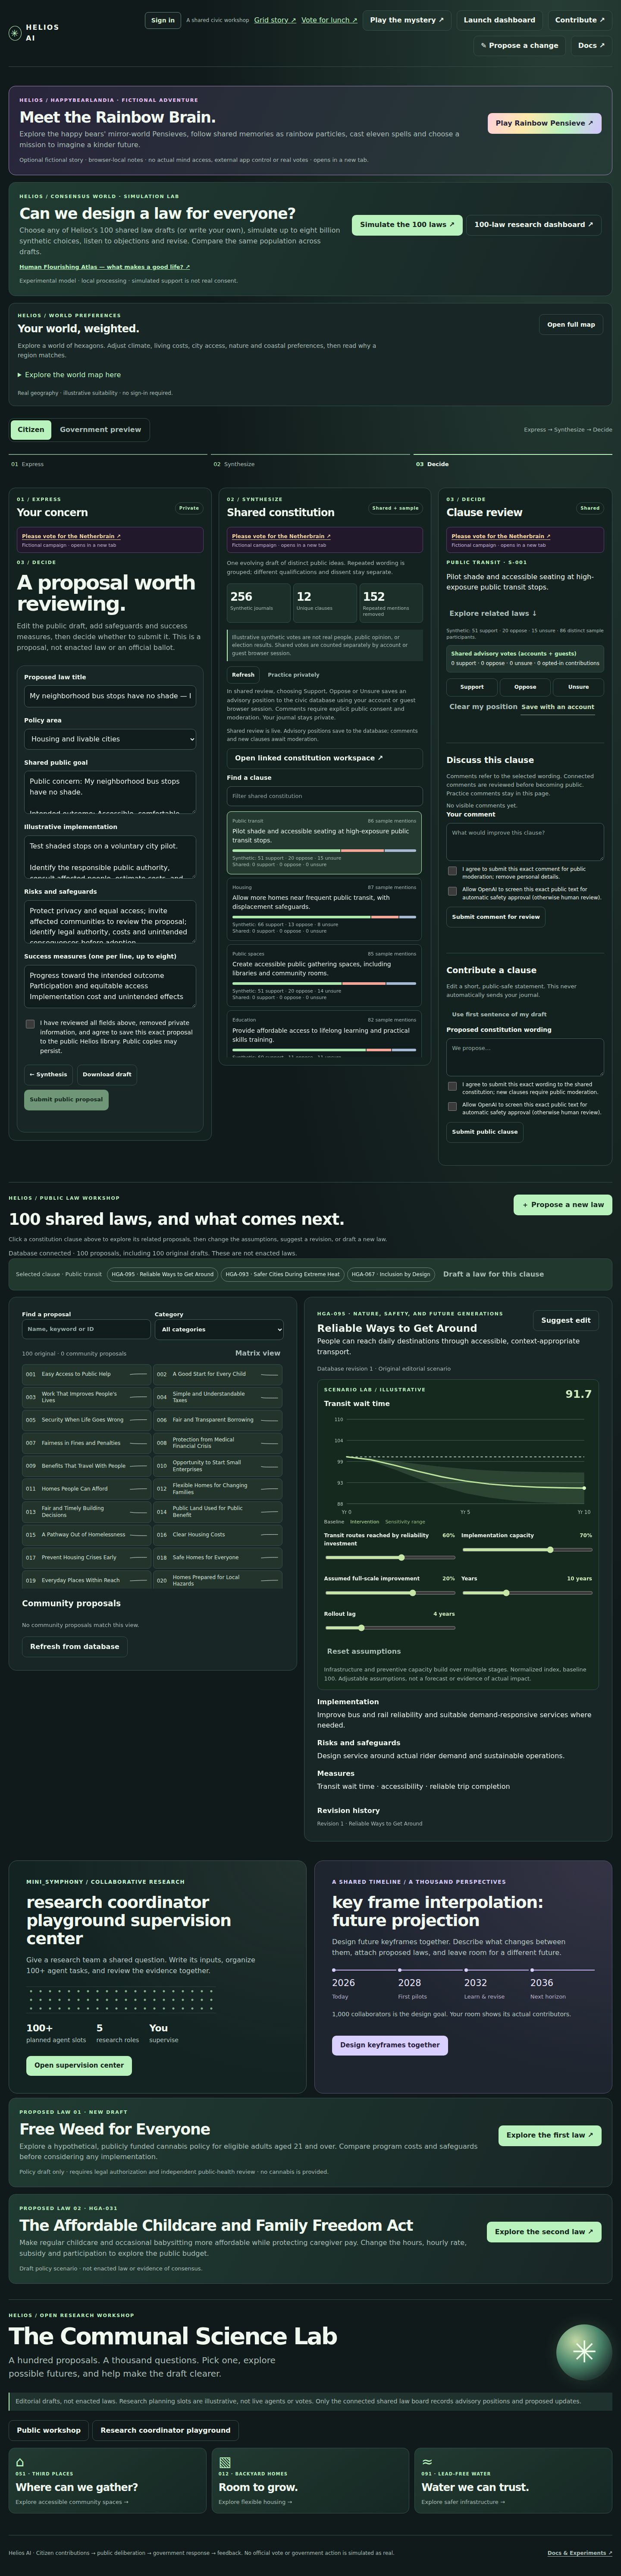 HELIOS AI
Sign in
A shared civic workshop
Grid story ↗
Vote for lunch ↗
Play the mystery ↗
Launch dashboard
Contribute ↗
✎ Propose a change
Docs ↗
HELIOS / HAPPYBEARLANDIA · FICTIONAL ADVENTURE
Meet the Rainbow Brain.
Explore the happy bears' mirror-world Pensieves, follow shared memories as rainbow particles, cast eleven spells and choose a
mission to imagine a kinder future.
Optional fictional story · browser-local notes · no actual mind access, external app control or real votes · opens in a new tab.
Play Rainbow Pensieve ↗
HELIOS / CONSENSUS WORLD · SIMULATION LAB
Can we design a law for everyone?
Choose any of Helios's 100 shared law drafts (or write your own), simulate up to eight billion
synthetic choices, listen to objections and revise. Compare the same population across
drafts.
Human Flourishing Atlas — what makes a good life? ↗
Experimental model · local processing · simulated support is not real consent.
Simulate the 100 laws ↗
100-law research dashboard ↗
HELIOS / WORLD PREFERENCES
Your world, weighted.
Explore a world of hexagons. Adjust climate, living costs, city access, nature and coastal preferences, then read why a
region matches.
▶ Explore the world map here
Real geography · illustrative suitability · no sign-in required.
Open full map
Citizen
Government preview
Express → Synthesize → Decide
01 Express
02 Synthesize
03 Decide
01 / EXPRESS
Your concern
Private
Please vote for the Netherbrain ↗
Fictional campaign · opens in a new tab
03 / DECIDE
A proposal worth
reviewing.
Edit the public draft, add safeguards and success
measures, then decide whether to submit it. This is a
proposal, not enacted law or an official ballot.
Proposed law title
My neighborhood bus stops have no shade — I
Policy area
Housing and livable cities
Shared public goal
Public concern: My neighborhood bus stops
have no shade.
Intended outcome: Accessible, comfortable
Illustrative implementation
Test shaded stops on a voluntary city pilot.
Identify the responsible public authority,
consult affected people, estimate costs, and
Risks and safeguards
Protect privacy and equal access; invite
affected communities to review the proposal;
identify legal authority, costs and unintended
consequences before adoption.
Success measures (one per line, up to eight)
Progress toward the intended outcome
Participation and equitable access
Implementation cost and unintended effects
I have reviewed all fields above, removed private
information, and agree to save this exact proposal
to the public Helios library. Public copies may
persist.
← Synthesis
Download draft
Submit public proposal
02 / SYNTHESIZE
Shared constitution
Shared + sample
Please vote for the Netherbrain ↗
Fictional campaign · opens in a new tab
One evolving draft of distinct public ideas. Repeated wording is
grouped; different qualifications and dissent stay separate.
256
Synthetic journals
12
Unique clauses
152
Repeated mentions
removed
Illustrative synthetic votes are not real people, public opinion, or
election results. Shared votes are counted separately by account or
guest browser session.
Refresh
Practice privately
In shared review, choosing Support, Oppose or Unsure saves an
advisory position to the civic database using your account or guest
browser session. Comments require explicit public consent and
moderation. Your journal stays private.
Shared review is live. Advisory positions save to the database; comments
and new clauses await moderation.
Open linked constitution workspace ↗
Find a clause
Filter shared constitution
Public transit
86 sample mentions
Pilot shade and accessible seating at high-exposure public transit
stops.
Synthetic: 51 support · 20 oppose · 15 unsure
Shared: 0 support · 0 oppose · 0 unsure
Housing
87 sample mentions
Allow more homes near frequent public transit, with
displacement safeguards.
Synthetic: 66 support · 13 oppose · 8 unsure
Shared: 0 support · 0 oppose · 0 unsure
Public spaces
85 sample mentions
Create accessible public gathering spaces, including
libraries and community rooms.
Synthetic: 51 support · 20 oppose · 14 unsure
Shared: 0 support · 0 oppose · 0 unsure
Education
82 sample mentions
Provide affordable access to lifelong learning and practical
skills training.
03 / DECIDE
Clause review
Shared
Please vote for the Netherbrain ↗
Fictional campaign · opens in a new tab
PUBLIC TRANSIT · S-001
Pilot shade and accessible seating at high-
exposure public transit stops.
Explore related laws ↓
Synthetic: 51 support · 20 oppose · 15 unsure · 86 distinct sample
participants.
Shared advisory votes (accounts + guests)
0 support · 0 oppose · 0 unsure · 0 opted-in contributions
Support
Oppose
Unsure
Clear my position
Save with an account
Discuss this clause
Comments refer to the selected wording. Connected
comments are reviewed before becoming public.
Practice comments stay in this page.
No visible comments yet.
Your comment
What would improve this clause?
I agree to submit this exact comment for public
moderation; remove personal details.
Allow OpenAI to screen this exact public text for
automatic safety approval (otherwise human review).
Submit comment for review
Contribute a clause
Edit a short, public-safe statement. This never
automatically sends your journal.
Use first sentence of my draft
Proposed constitution wording
We propose...
I agree to submit this exact wording to the shared
constitution; new clauses require public moderation.
Allow OpenAI to screen this exact public text for
automatic safety approval (otherwise human review).
Submit public clause
HELIOS / PUBLIC LAW WORKSHOP
100 shared laws, and what comes next.
+ Propose a new law
Click a constitution clause above to explore its related proposals, then change the assumptions, suggest a revision, or draft a new law.
Database connected · 100 proposals, including 100 original drafts. These are not enacted laws.
Selected clause · Public transit
HGA-095 · Reliable Ways to Get Around
HGA-093 · Safer Cities During Extreme Heat
HGA-067 · Inclusion by Design
Draft a law for this clause
Find a proposal
Name, keyword or ID
Category
All categories
100 original · 0 community proposals
Matrix view
001 Easy Access to Public Help
002 A Good Start for Every Child
003 Work That Improves People's Lives
004 Simple and Understandable Taxes
005 Security When Life Goes Wrong
006 Fair and Transparent Borrowing
007 Fairness in Fines and Penalties
008 Protection from Medical Financial Crisis
009 Benefits That Travel With People
010 Opportunity to Start Small Enterprises
011 Homes People Can Afford
012 Flexible Homes for Changing Families
013 Fair and Timely Building Decisions
014 Public Land Used for Public Benefit
015 A Pathway Out of Homelessness
016 Clear Housing Costs
017 Prevent Housing Crises Early
018 Safe Homes for Everyone
019 Everyday Places Within Reach
020 Homes Prepared for Local Hazards
Community proposals
No community proposals match this view.
Refresh from database
HGA-095 · NATURE, SAFETY, AND FUTURE GENERATIONS
Reliable Ways to Get Around
Suggest edit
People can reach daily destinations through accessible, context-appropriate
transport.
Database revision 1 · Original editorial scenario
SCENARIO LAB / ILLUSTRATIVE
91.7
Transit wait time
110
104
99
93
88
Yr 0
Yr 5
Yr 10
Baseline Intervention Sensitivity range
Transit routes reached by reliability investment
60%
Implementation capacity
70%
Assumed full-scale improvement
20%
Years
10 years
Rollout lag
4 years
Reset assumptions
Infrastructure and preventive capacity build over multiple stages. Normalized index, baseline
100. Adjustable assumptions, not a forecast or evidence of actual impact.
Implementation
Improve bus and rail reliability and suitable demand-responsive services where
needed.
Risks and safeguards
Design service around actual rider demand and sustainable operations.
Measures
Transit wait time · accessibility · reliable trip completion
Revision history
Revision 1 · Reliable Ways to Get Around
MINI_SYMPHONY / COLLABORATIVE RESEARCH
research coordinator
playground supervision
center
Give a research team a shared question. Write its inputs, organize
100+ agent tasks, and review the evidence together.
100+
planned agent slots
5
research roles
You
supervise
Open supervision center
A SHARED TIMELINE / A THOUSAND PERSPECTIVES
key frame interpolation:
future projection
Design future keyframes together. Describe what changes between
them, attach proposed laws, and leave room for a different future.
2026
Today
2028
First pilots
2032
Learn & revise
2036
Next horizon
1,000 collaborators is the design goal. Your room shows its actual contributors.
Design keyframes together
PROPOSED LAW 01 · NEW DRAFT
Free Weed for Everyone
Explore a hypothetical, publicly funded cannabis policy for eligible adults aged 21 and over. Compare program costs and safeguards
before considering any implementation.
Policy draft only · requires legal authorization and independent public-health review · no cannabis is provided.
Explore the first law ↗
PROPOSED LAW 02 · HGA-031
The Affordable Childcare and Family Freedom Act
Make regular childcare and occasional babysitting more affordable while protecting caregiver pay. Change the hours, hourly rate,
subsidy and participation to explore the public budget.
Draft policy scenario · not enacted law or evidence of consensus.
Explore the second law ↗
HELIOS / OPEN RESEARCH WORKSHOP
The Communal Science Lab
A hundred proposals. A thousand questions. Pick one, explore
possible futures, and help make the draft clearer.
Editorial drafts, not enacted laws. Research planning slots are illustrative, not live agents or votes. Only the connected shared law board records advisory positions and proposed updates.
Public workshop
Research coordinator playground
051 · THIRD PLACES
Where can we gather?
Explore accessible community spaces →
012 · BACKYARD HOMES
Room to grow.
Explore flexible housing →
091 · LEAD-FREE WATER
Water we can trust.
Explore safer infrastructure →
Helios AI · Citizen contributions → public deliberation → government response → feedback. No official vote or government action is simulated as real.
Docs & Experiments ↗